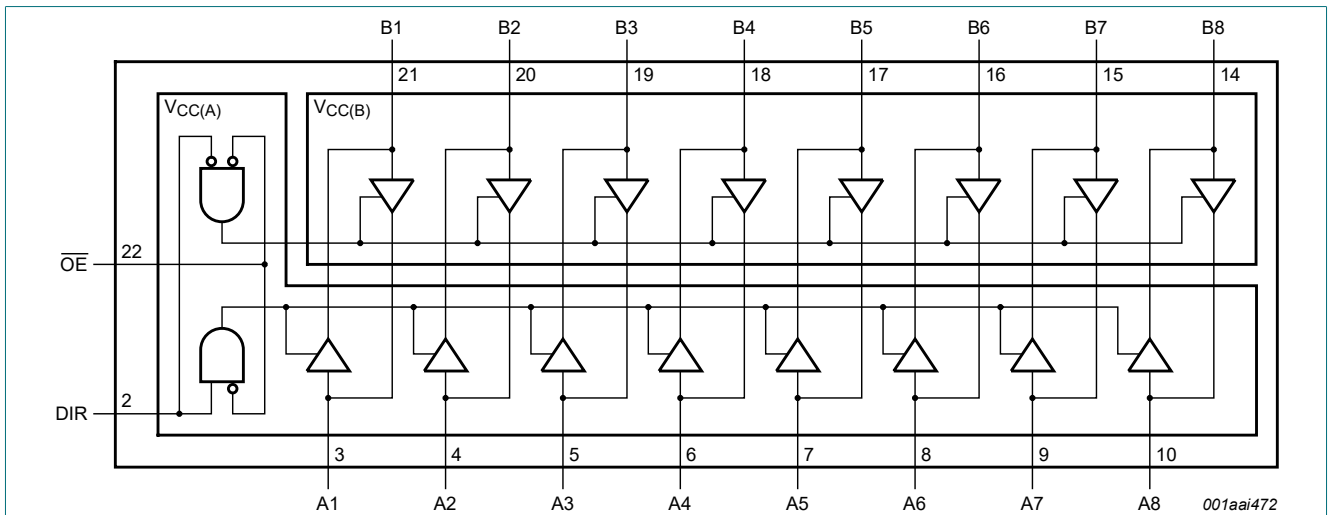 B1 B2 B3 B4 B5 B6 B7 B8
21 20 19 18 17 16 15 14
VCC(A) VCC(B)
22
OE
2
DIR
3 4 5 6 7 8 9 10
A1 A2 A3 A4 A5 A6 A7 A8 001aai472